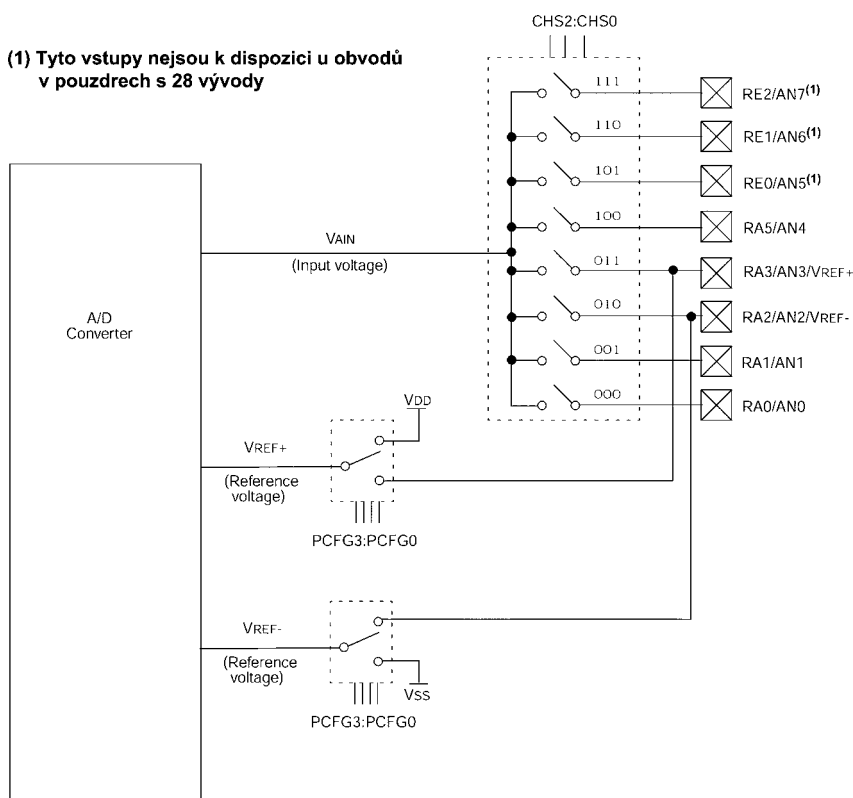 CHS2:CHS0
(1) Tyto vstupy nejsou k dispozici u obvodů
v pouzdrech s 28 vývody
111
RE2/AN7(1)
110
RE1/AN6(1)
101
RE0/AN5(1)
100
RA5/AN4
VAIN
(Input voltage)
011
RA3/AN3/VREF+
010
RA2/AN2/VREF-
A/D
Converter
001
RA1/AN1
000
RA0/AN0
VDD
VREF+
(Reference
voltage)
PCFG3:PCFG0
VREF-
(Reference
voltage)
VSS
PCFG3:PCFG0